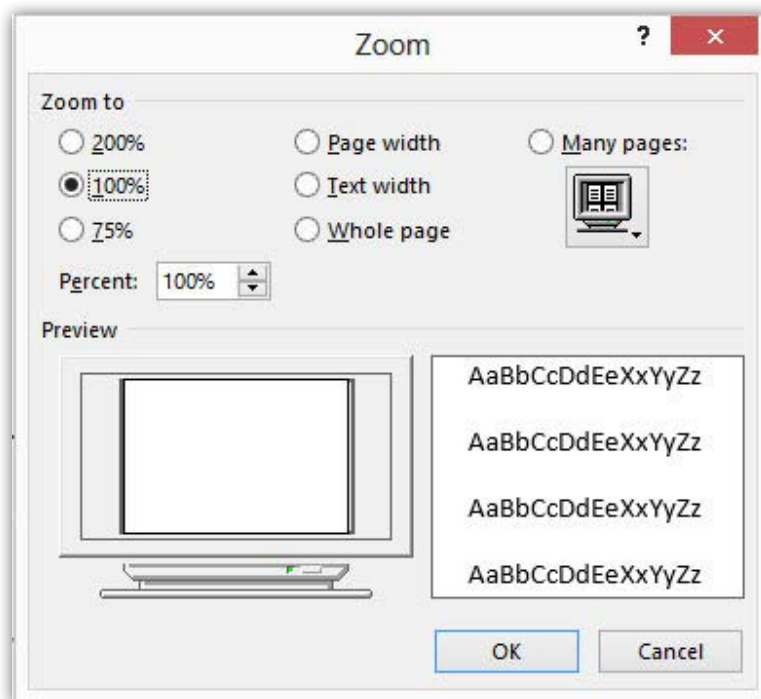 Zoom ?
Zoom to
200% Page width Many pages:
100% Text width
75% Whole page
Percent: 100%
Preview
AaBbCcDdEeXxYyZz
AaBbCcDdEeXxYyZz
AaBbCcDdEeXxYyZz
AaBbCcDdEeXxYyZz
OK Cancel